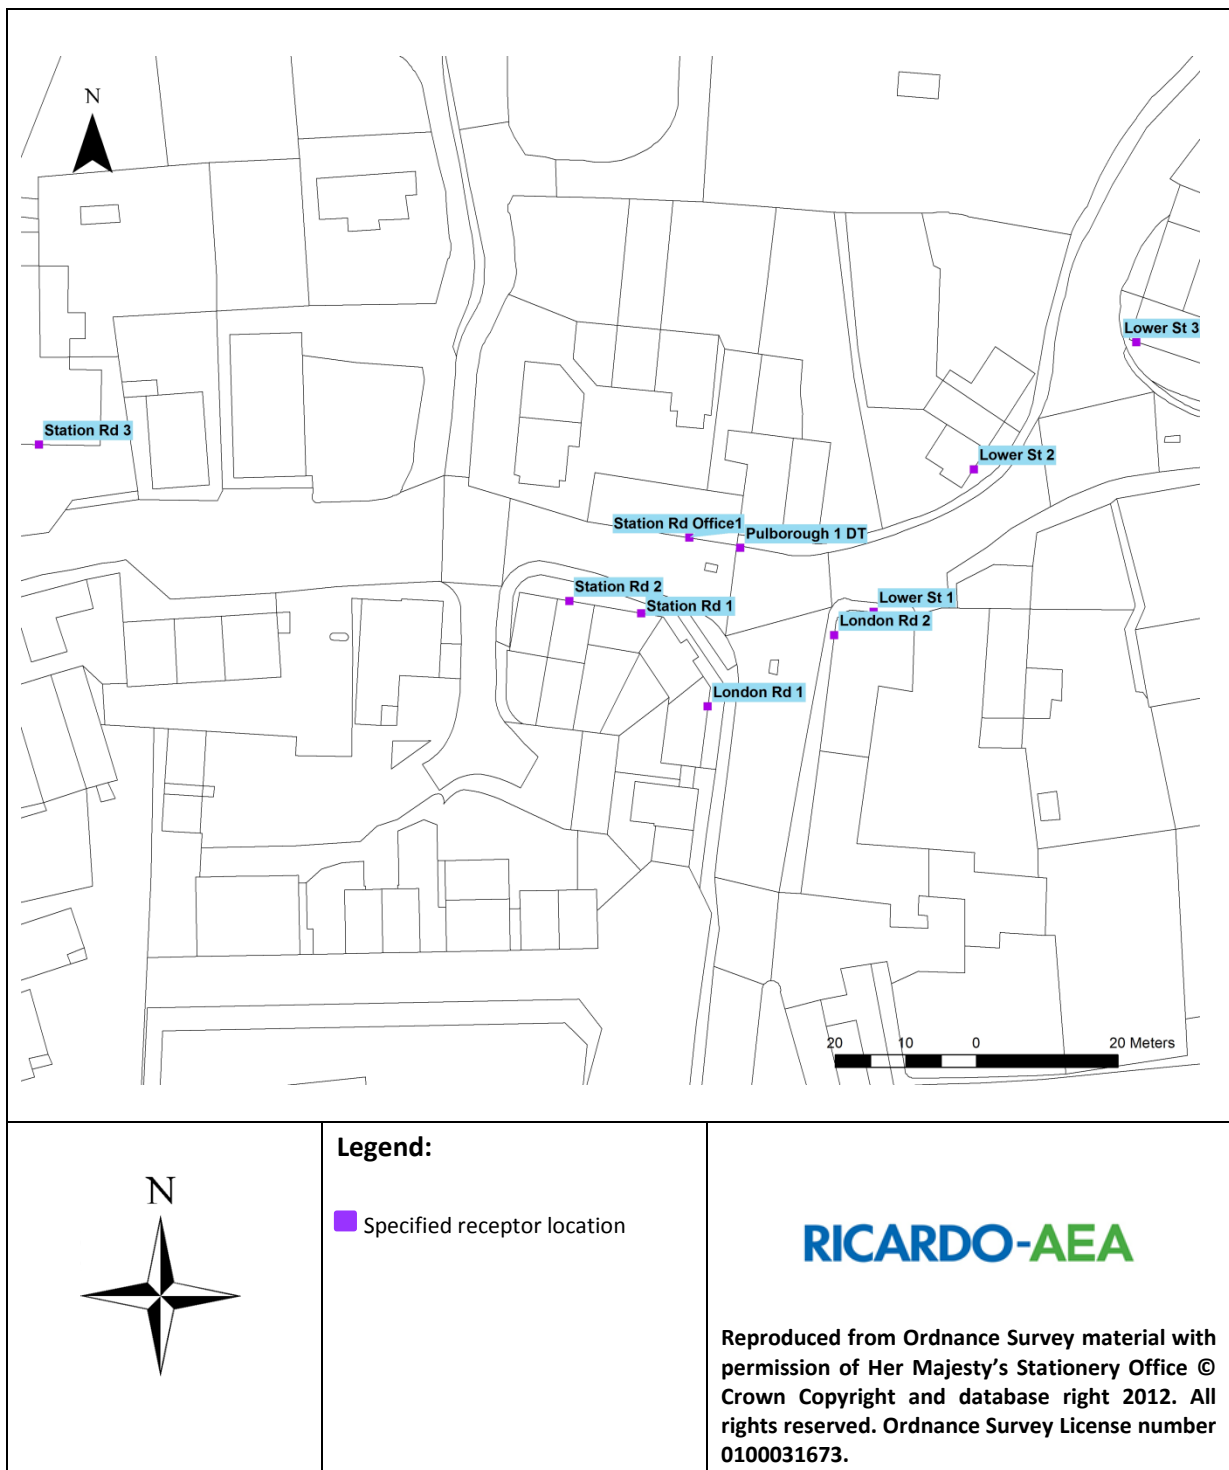 N
Lower St 3
Station Rd 3
Lower St 2
Station Rd Office1
Pulborough 1 DT
Station Rd 2
Lower St 1
Station Rd 1
London Rd 2
London Rd 1
20 10 0 20 Meters
N
Legend:
Specified receptor location
RICARDO-AEA
Reproduced from Ordnance Survey material with
permission of Her Majesty’s Stationery Office ©
Crown Copyright and database right 2012. All
rights reserved. Ordnance Survey License number
0100031673.